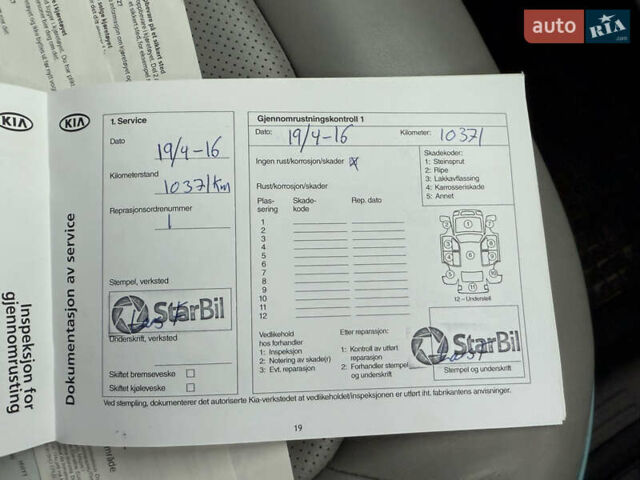 auto RIA.com
KIA
KIA
Inspeksjon for
gjennomrusting
Dokumentasjon av service
1. Service
Dato
19/4-16
Kilometerstand
10371 Km
Reprasjonsordrenummer
1
Stempel, verksted
StarBil
Underskrift, verksted
Skiftet bremseveske
Skiftet kjøleveske
Gjennomrustningskontroll 1
Dato: 19/4-16 Kilometer: 10371
Ingen rust/korrosjon/skader x
Rust/korrosjon/skader
Plas-
sering
Skade-
kode
Rep. dato
1
2
3
4
5
6
7
8
9
10
11
12
Skadekoder:
1: Steinsprut
2: Ripe
3: Lakkavflassing
4: Karrosseriskade
5: Annet
12 – Understell
Vedlikehold
hos forhandler
1: Inspeksjon
2: Notering av skade(r)
3: Evt. reparasjon
Etter reparasjon:
1: Kontroll av utført
reparasjon
2: Forhandler stempel
og underskrift
StarBil
Stempel og underskrift
Ved stempling, dokumenterer det autoriserte Kia-verkstedet at vedlikeholdet/inspeksjonen er utført iht. fabrikantens anvisninger.
19